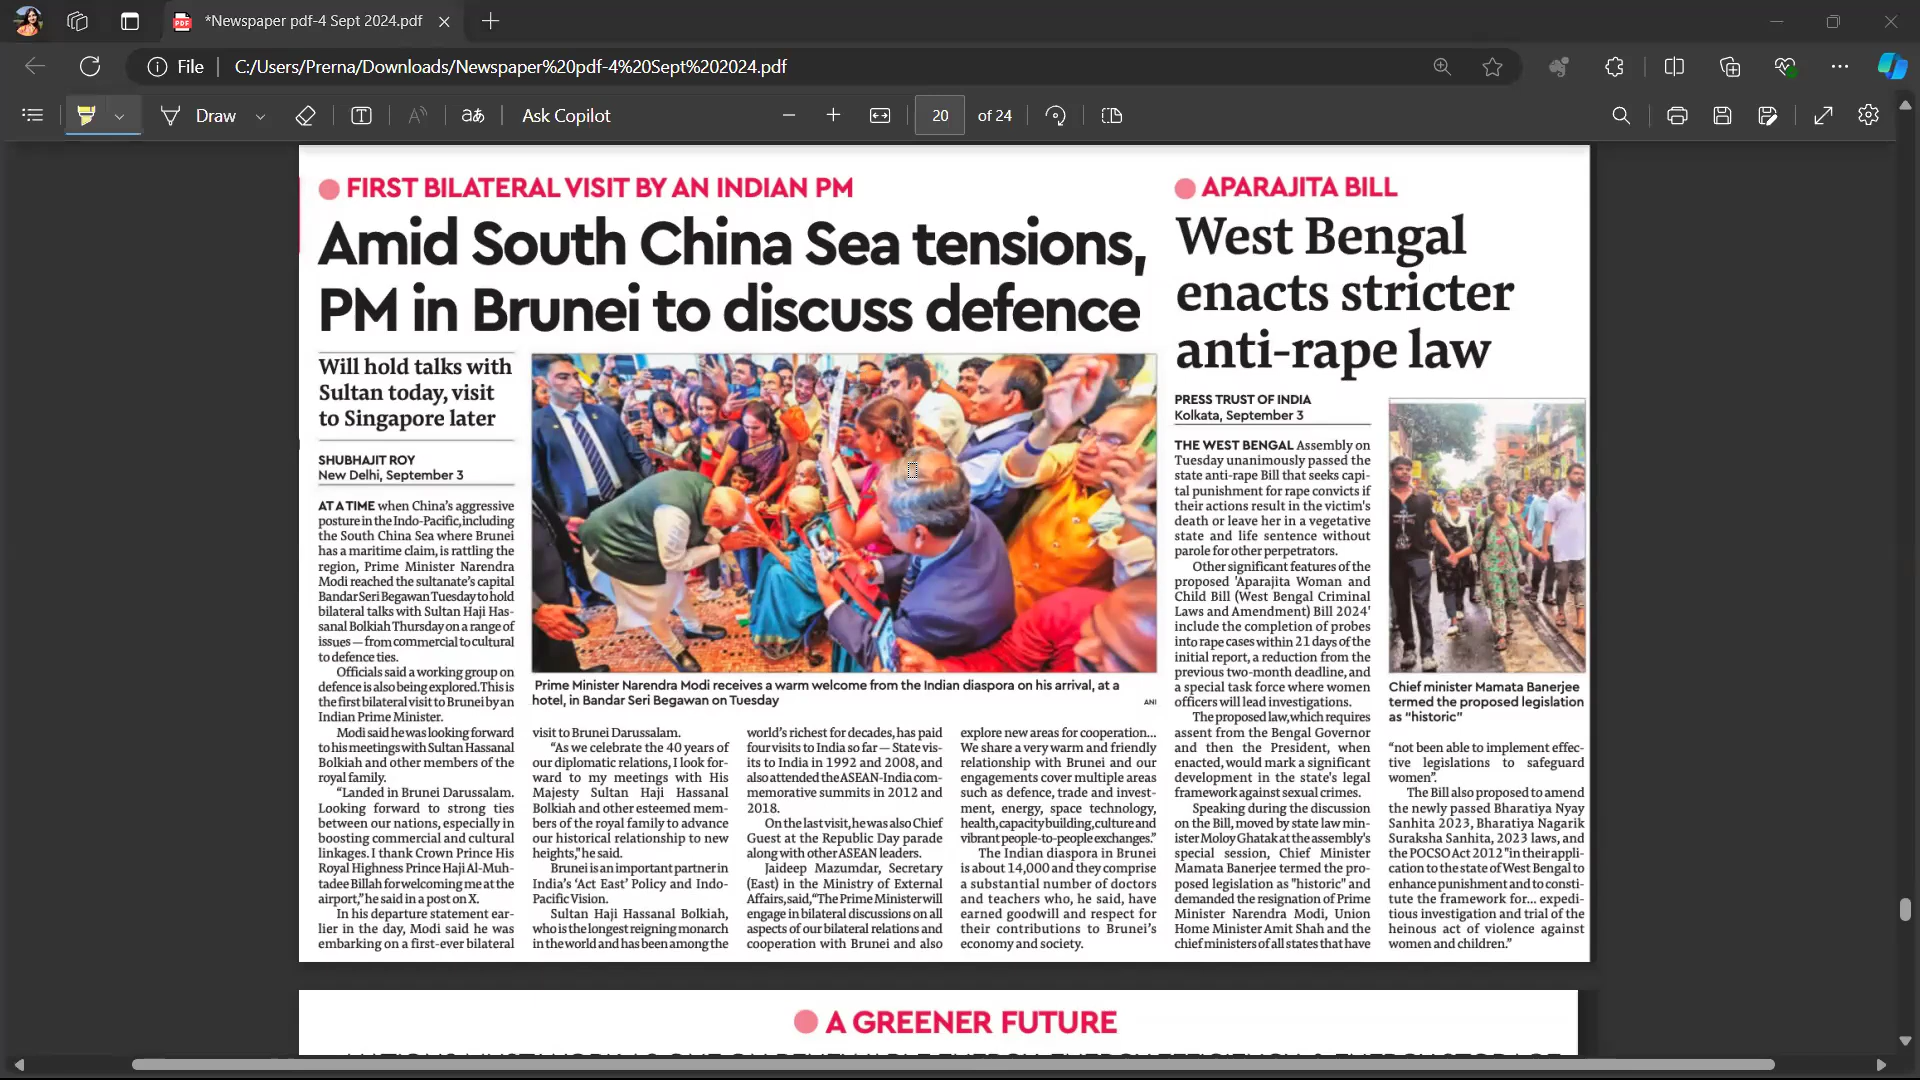 *Newspaper pdf-4 Sept 2024.pdf
File
C:/Users/Prerna/Downloads/Newspaper%20pdf-4%20Sept%202024.pdf
Draw
Ask Copilot
20 of 24
FIRST BILATERAL VISIT BY AN INDIAN PM
Amid South China Sea tensions,
PM in Brunei to discuss defence
Will hold talks with
Sultan today, visit
to Singapore later
SHUBHAJIT ROY
New Delhi, September 3
AT A TIME when China's aggressive
posture in the Indo-Pacific, including
the South China Sea where Brunei
has a maritime claim, is rattling the
region, Prime Minister Narendra
Modi reached the sultanate's capital
Bandar Seri Begawan Tuesday to hold
bilateral talks with Sultan Haji Has-
sanal Bolkiah Thursday on a range of
issues — from commercial to cultural
to defence ties.
Officials said a working group on
defence is also being explored. This is
the first bilateral visit to Brunei by an
Indian Prime Minister.
Modi said he was looking forward
to his meetings with Sultan Hassanal
Bolkiah and other members of the
royal family.
"Landed in Brunei Darussalam.
Looking forward to strong ties
between our nations, especially in
boosting commercial and cultural
linkages. I thank Crown Prince His
Royal Highness Prince Haji Al-Muh-
tadee Billah for welcoming me at the
airport," he said in a post on X.
In his departure statement ear-
lier in the day, Modi said he was
embarking on a first-ever bilateral
Prime Minister Narendra Modi receives a warm welcome from the Indian diaspora on his arrival, at a
hotel, in Bandar Seri Begawan on Tuesday
ANI
visit to Brunei Darussalam.
"As we celebrate the 40 years of
our diplomatic relations, I look for-
ward to my meetings with His
Majesty Sultan Haji Hassanal
Bolkiah and other esteemed mem-
bers of the royal family to advance
our historical relationship to new
heights," he said.
Brunei is an important partner in
India's 'Act East' Policy and Indo-
Pacific Vision.
Sultan Haji Hassanal Bolkiah,
who is the longest reigning monarch
in the world and has been among the
world's richest for decades, has paid
four visits to India so far — State vis-
its to India in 1992 and 2008, and
also attended the ASEAN-India com-
memorative summits in 2012 and
2018.
On the last visit, he was also Chief
Guest at the Republic Day parade
along with other ASEAN leaders.
Jaideep Mazumdar, Secretary
(East) in the Ministry of External
Affairs, said, "The Prime Minister will
engage in bilateral discussions on all
aspects of our bilateral relations and
cooperation with Brunei and also
explore new areas for cooperation...
We share a very warm and friendly
relationship with Brunei and our
engagements cover multiple areas
such as defence, trade and invest-
ment, energy, space technology,
health, capacity building, culture and
vibrant people-to-people exchanges."
The Indian diaspora in Brunei
is about 14,000 and they comprise
a substantial number of doctors
and teachers who, he said, have
earned goodwill and respect for
their contributions to Brunei's
economy and society.
APARAJITA BILL
West Bengal
enacts stricter
anti-rape law
PRESS TRUST OF INDIA
Kolkata, September 3
THE WEST BENGAL Assembly on
Tuesday unanimously passed the
state anti-rape Bill that seeks capi-
tal punishment for rape convicts if
their actions result in the victim's
death or leave her in a vegetative
state and life sentence without
parole for other perpetrators.
Other significant features of the
proposed 'Aparajita Woman and
Child Bill (West Bengal Criminal
Laws and Amendment) Bill 2024'
include the completion of probes
into rape cases within 21 days of the
initial report, a reduction from the
previous two-month deadline, and
a special task force where women
officers will lead investigations.
The proposed law, which requires
assent from the Bengal Governor
and then the President, when
enacted, would mark a significant
development in the state's legal
framework against sexual crimes.
Speaking during the discussion
on the Bill, moved by state law min-
ister Moloy Ghatak at the assembly's
special session, Chief Minister
Mamata Banerjee termed the pro-
posed legislation as "historic" and
demanded the resignation of Prime
Minister Narendra Modi, Union
Home Minister Amit Shah and the
chief ministers of all states that have
Chief minister Mamata Banerjee
termed the proposed legislation
as "historic"
"not been able to implement effec-
tive legislations to safeguard
women".
The Bill also proposed to amend
the newly passed Bharatiya Nyay
Sanhita 2023, Bharatiya Nagarik
Suraksha Sanhita, 2023 laws, and
the POCSO Act 2012 "in their appli-
cation to the state of West Bengal to
enhance punishment and to consti-
tute the framework for... expedi-
tious investigation and trial of the
heinous act of violence against
women and children."
A GREENER FUTURE